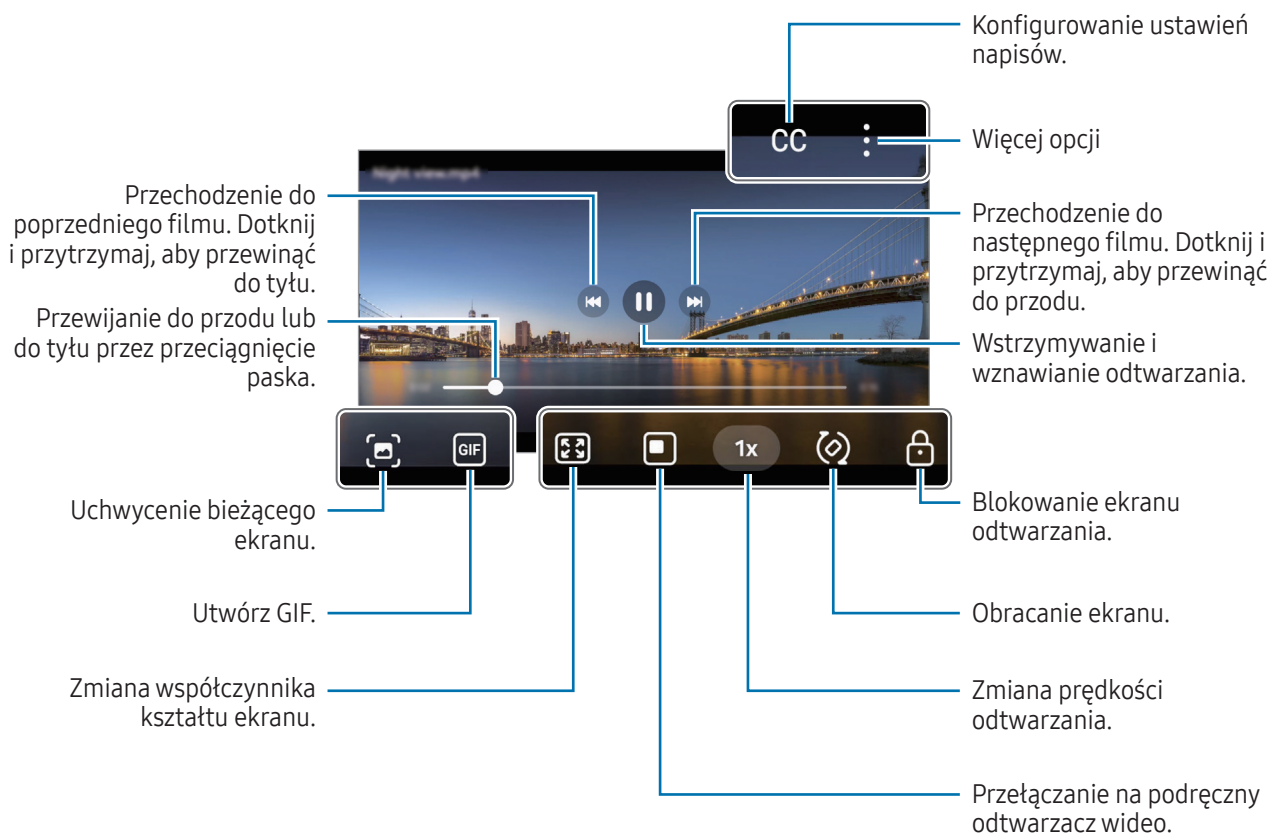 Konfigurowanie ustawień
napisów.
CC
Więcej opcji
Night view.mp4
Przechodzenie do
poprzedniego filmu. Dotknij
i przytrzymaj, aby przewinąć
do tyłu.
Przechodzenie do
następnego filmu. Dotknij i
przytrzymaj, aby przewinąć
do przodu.
Przewijanie do przodu lub
do tyłu przez przeciągnięcie
paska.
Wstrzymywanie i
wznawianie odtwarzania.
GIF
1x
Uchwycenie bieżącego
ekranu.
Blokowanie ekranu
odtwarzania.
Utwórz GIF.
Obracanie ekranu.
Zmiana współczynnika
kształtu ekranu.
Zmiana prędkości
odtwarzania.
Przełączanie na podręczny
odtwarzacz wideo.